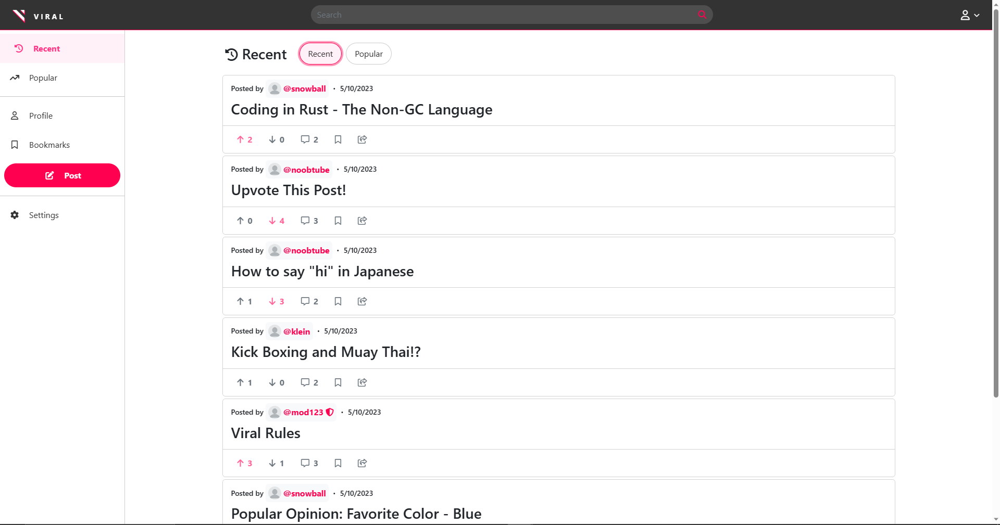 VIRAL
Search
Recent
Popular
Profile
Bookmarks
Post
Settings
Recent
Recent
Popular
Posted by @snowball · 5/10/2023
Coding in Rust - The Non-GC Language
2 0 2
Posted by @noobtube · 5/10/2023
Upvote This Post!
0 4 3
Posted by @noobtube · 5/10/2023
How to say "hi" in Japanese
1 3 2
Posted by @klein · 5/10/2023
Kick Boxing and Muay Thai!?
1 0 2
Posted by @mod123 · 5/10/2023
Viral Rules
3 1 3
Posted by @snowball · 5/10/2023
Popular Opinion: Favorite Color - Blue